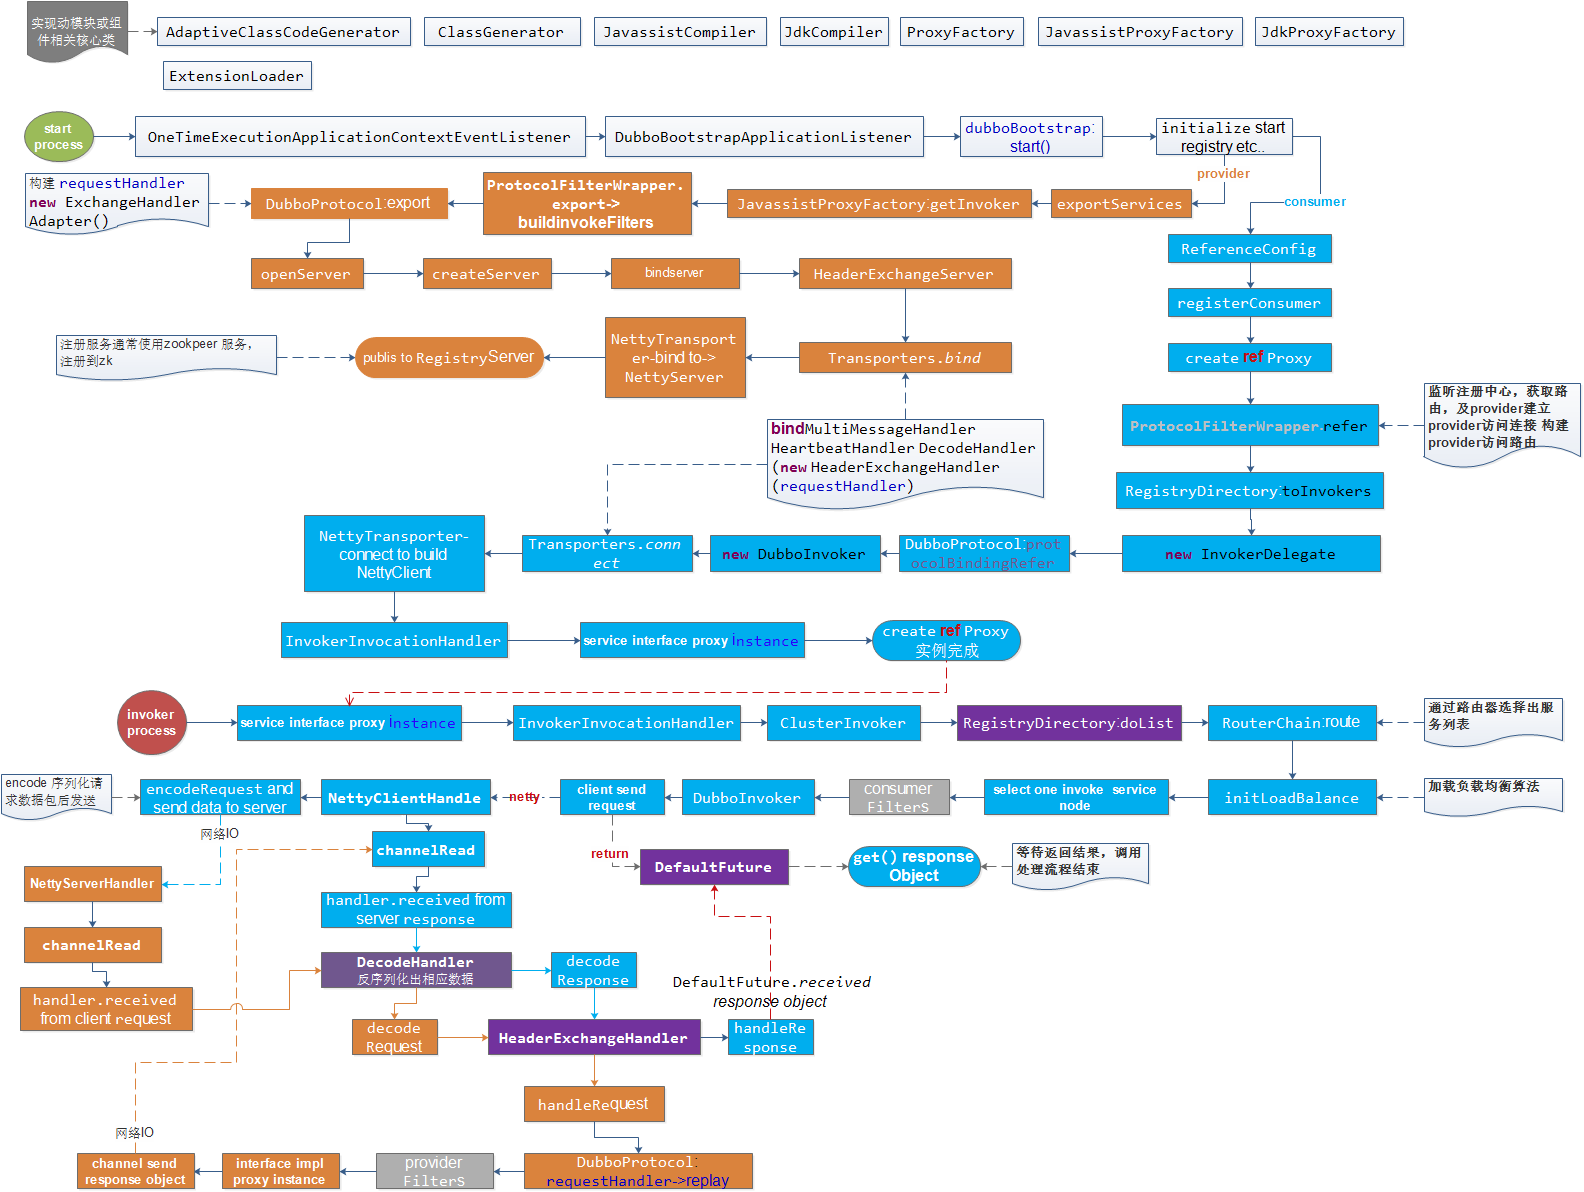 实现动模块或组
件相关核心类
AdaptiveClassCodeGenerator
ClassGenerator
JavassistCompiler
JdkCompiler
ProxyFactory
JavassistProxyFactory
JdkProxyFactory
ExtensionLoader
start
process
OneTimeExecutionApplicationContextEventListener
DubboBootstrapApplicationListener
dubboBootstrap:
start()
initialize start
registry etc..
provider
consumer
构建 requestHandler
new ExchangeHandler
Adapter()
DubboProtocol:export
ProtocolFilterWrapper.
export->
buildinvokeFilters
JavassistProxyFactory:getInvoker
exportServices
ReferenceConfig
openServer
createServer
bindserver
HeaderExchangeServer
registerConsumer
注册服务通常使用zookpeer 服务，
注册到zk
publis to RegistryServer
NettyTransport
er-bind to->
NettyServer
Transporters.bind
create ref Proxy
监听注册中心，获取路
由，及provider建立
provider访问连接 构建
provider访问路由
ProtocolFilterWrapper.refer
bindMultiMessageHandler
HeartbeatHandler DecodeHandler
(new HeaderExchangeHandler
(requestHandler)
RegistryDirectory:toInvokers
NettyTransporter-
connect to build
NettyClient
Transporters.conn
ect
new DubboInvoker
DubboProtocol:prot
ocolBindingRefer
new InvokerDelegate
InvokerInvocationHandler
service interface proxy instance
create ref Proxy
实例完成
invoker
process
service interface proxy instance
InvokerInvocationHandler
ClusterInvoker
RegistryDirectory:doList
RouterChain:route
通过路由器选择出服
务列表
encode 序列化请
求数据包后发送
encodeRequest and
send data to server
NettyClientHandle
netty
client send
request
DubboInvoker
consumer
Filters
select one invoke service
node
initLoadBalance
加载负载均衡算法
网络IO
channelRead
return
DefaultFuture
get() response
Object
等待返回结果，调用
处理流程结束
NettyServerHandler
handler.received from
server response
channelRead
DecodeHandler
反序列化出相应数据
decode
Response
DefaultFuture.received
response object
handler.received
from client request
decode
Request
HeaderExchangeHandler
handleRe
sponse
handleRequest
网络IO
channel send
response object
interface impl
proxy instance
provider
Filters
DubboProtocol:
requestHandler->replay